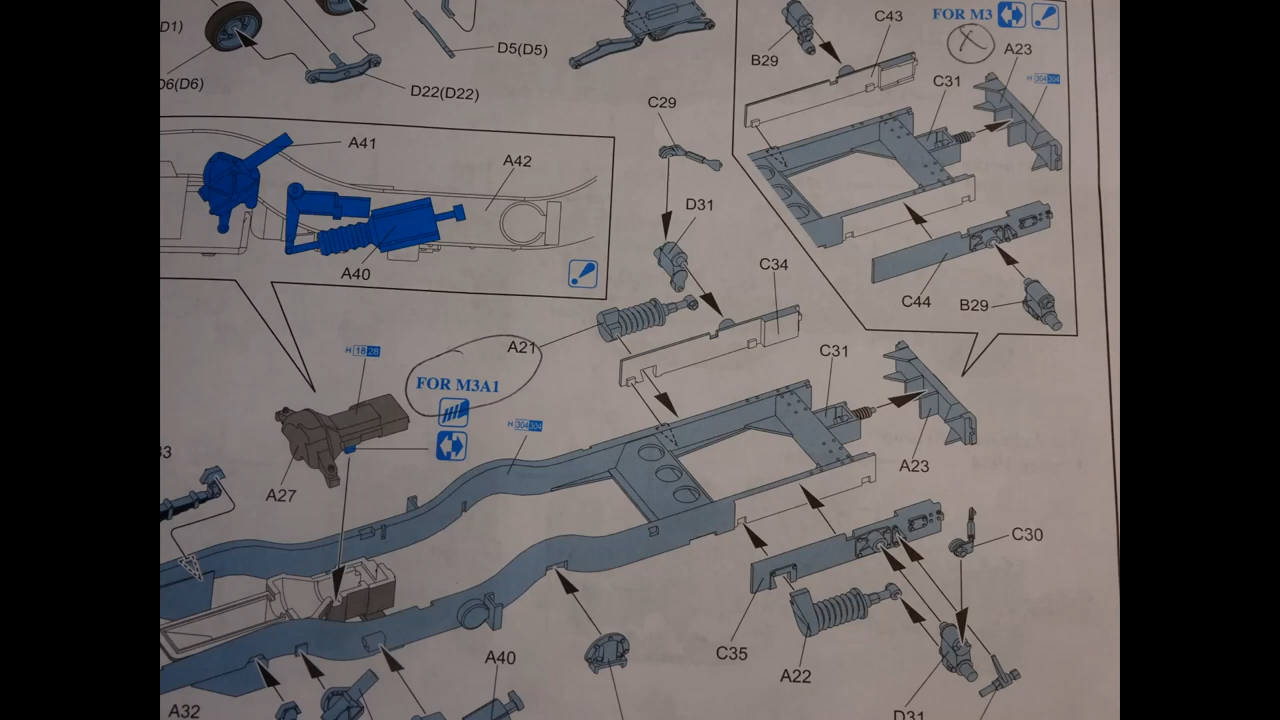 D1)
D5(D5)
D6(D6)
D22(D22)
B29
C43
FOR M3
A23
H 304 304
C31
C29
A41
A42
A40
D31
C34
C44
B29
H 18 28
A21
FOR M3A1
C31
H 304 304
A23
A27
C30
C35
A22
A40
A32
D31